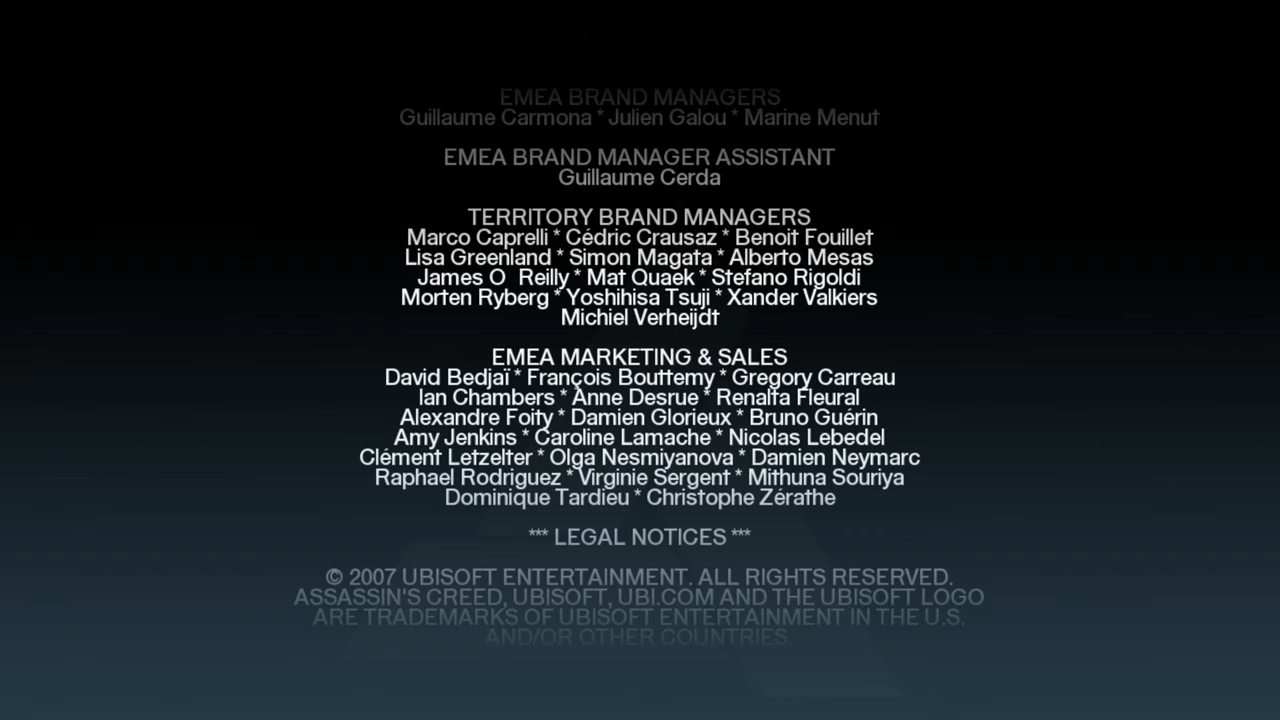 EMEA BRAND MANAGERS
Guillaume Carmona * Julien Galou * Marine Menut
EMEA BRAND MANAGER ASSISTANT
Guillaume Cerda
TERRITORY BRAND MANAGERS
Marco Caprelli * Cédric Crausaz * Benoit Fouillet
Lisa Greenland * Simon Magata * Alberto Mesas
James O  Reilly * Mat Quaek * Stefano Rigoldi
Morten Ryberg * Yoshihisa Tsuji * Xander Valkiers
Michiel Verheijdt
EMEA MARKETING & SALES
David Bedjaï * François Bouttemy * Gregory Carreau
Ian Chambers * Anne Desrue * Renalta Fleural
Alexandre Foity * Damien Glorieux * Bruno Guérin
Amy Jenkins * Caroline Lamache * Nicolas Lebedel
Clément Letzelter * Olga Nesmiyanova * Damien Neymarc
Raphael Rodriguez * Virginie Sergent * Mithuna Souriya
Dominique Tardieu * Christophe Zérathe
*** LEGAL NOTICES ***
© 2007 UBISOFT ENTERTAINMENT. ALL RIGHTS RESERVED.
ASSASSIN'S CREED, UBISOFT, UBI.COM AND THE UBISOFT LOGO
ARE TRADEMARKS OF UBISOFT ENTERTAINMENT IN THE U.S.
AND/OR OTHER COUNTRIES.